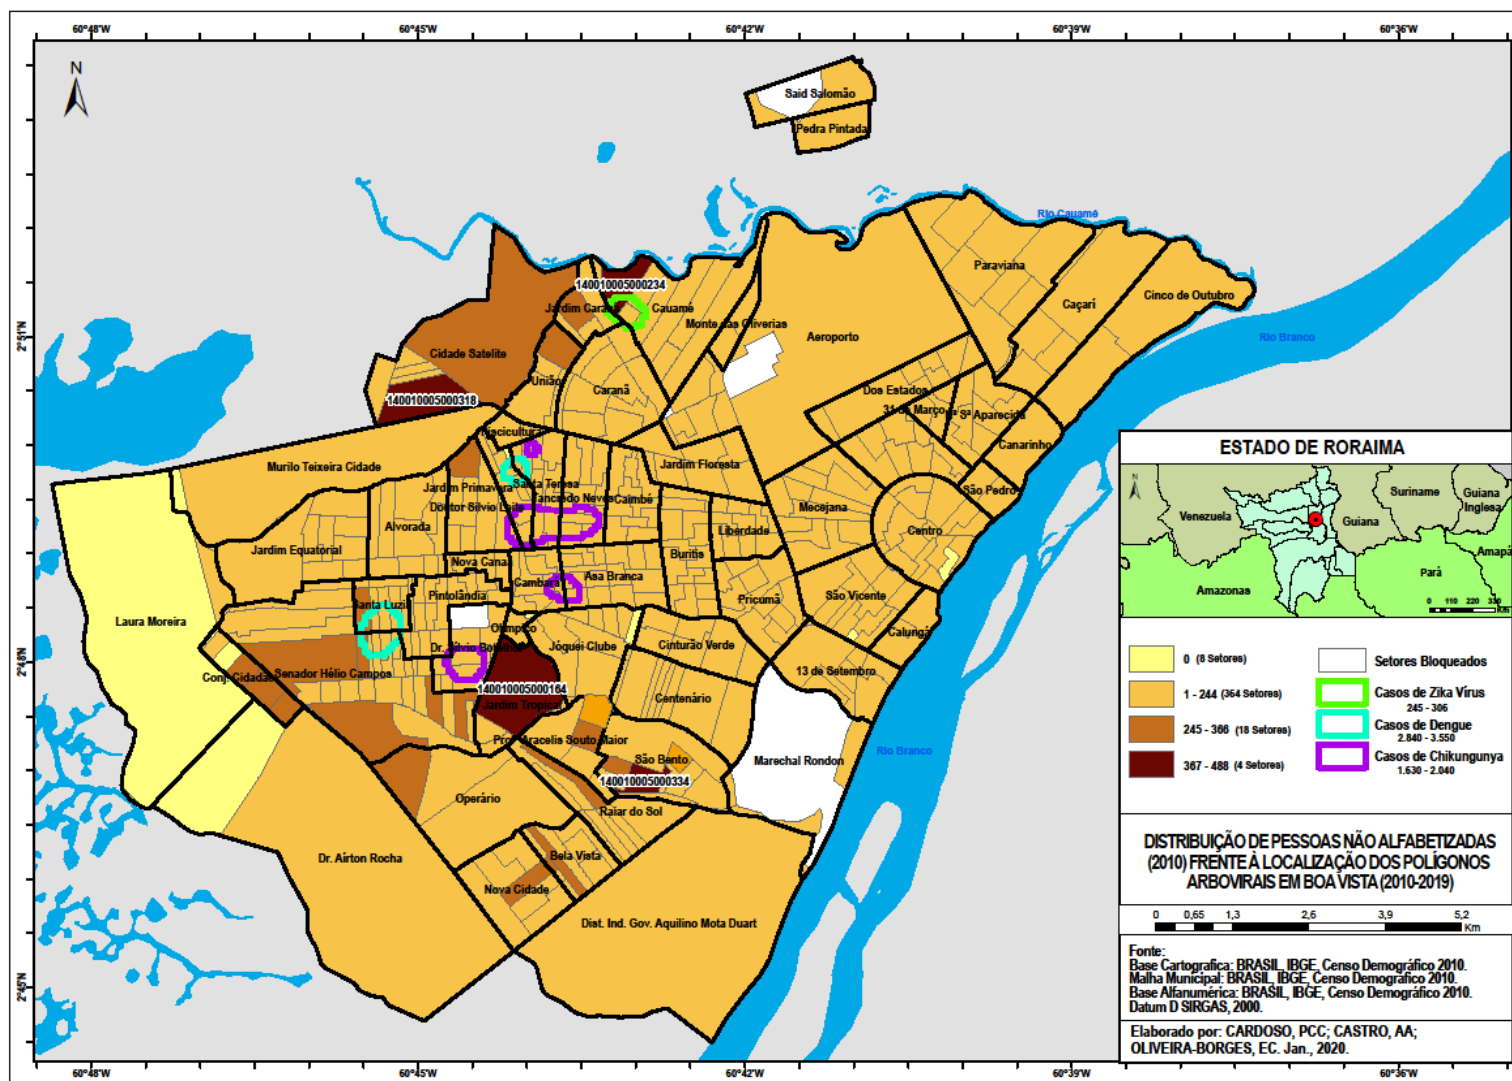 60°48'W
60°45'W
60°42'W
60°39'W
60°36'W
N
Said Salomão
Pedra Pintada
Rio Cauamé
Paraviana
Caçarí
Cinco de Outubro
Rio Branco
140010005000234
Jardim Caranã
Cauamé
Monte das Oliverias
Aeroporto
2°51'N
Cidade Satelite
União
Caranã
Dos Estados
31 de Março
Nª Sª Aparecida
Canarinho
140010005000318
Piscicultura
Murilo Teixeira Cidade
Jardim Floresta
São Pedro
Jardim Primavera
Santa Teresa
Tancredo Neves
Caimbé
Doutor Silvio Leite
Mecejana
Alvorada
Liberdade
Centro
Jardim Equatorial
Nova Canaã
Buritis
Cambará
Asa Branca
Pintolândia
Pricumã
São Vicente
Santa Luzia
Laura Moreira
Olímpico
Calungá
Dr. Silvio Botelho
Jóquei Clube
Cinturão Verde
2°48'N
Conj. Cidadão
Senador Hélio Campos
13 de Setembro
140010005000164
Jardim Tropical
Centenário
Prof. Aracelis Souto Maior
São Bento
Marechal Rondon
Rio Branco
140010005000334
Operário
Raiar do Sol
Dr. Aírton Rocha
Bela Vista
Nova Cidade
Dist. Ind. Gov. Aquilino Mota Duart
2°45'N
ESTADO DE RORAIMA
N
Venezuela
Guiana
Suriname
Guiana
Inglesa
Amapá
Pará
Amazonas
0 110 220 330
Km
0 (8 Setores)
1 - 244 (364 Setores)
245 - 366 (18 Setores)
367 - 488 (4 Setores)
Setores Bloqueados
Casos de Zika Vírus
245 - 306
Casos de Dengue
2.840 - 3.550
Casos de Chikungunya
1.630 - 2.040
DISTRIBUIÇÃO DE PESSOAS NÃO ALFABETIZADAS
(2010) FRENTE À LOCALIZAÇÃO DOS POLÍGONOS
ARBOVIRAIS EM BOA VISTA (2010-2019)
0 0,65 1,3 2,6 3,9 5,2
Km
Fonte:
Base Cartografica: BRASIL, IBGE, Censo Demográfico 2010.
Malha Municipal: BRASIL, IBGE, Censo Demográfico 2010.
Base Alfanumérica: BRASIL, IBGE, Censo Demográfico 2010.
Datum D SIRGAS, 2000.
Elaborado por: CARDOSO, PCC; CASTRO, AA;
OLIVEIRA-BORGES, EC. Jan., 2020.
60°48'W
60°45'W
60°42'W
60°39'W
60°36'W